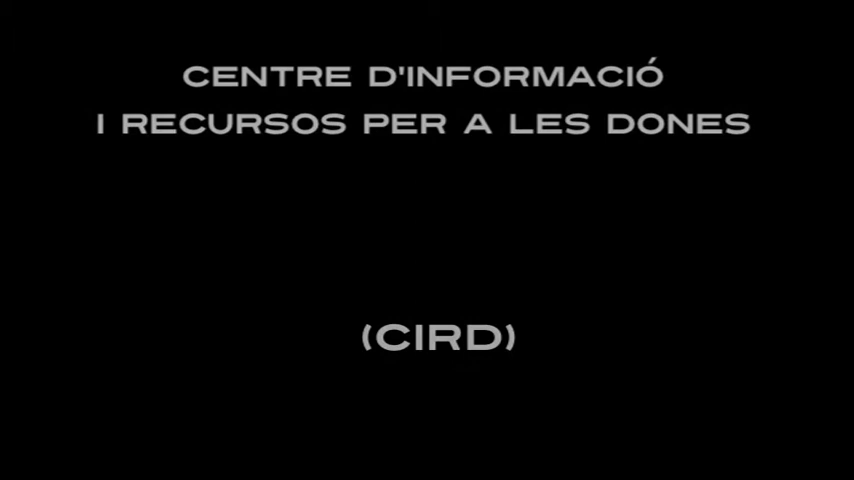 CENTRE D'INFORMACIÓ
I RECURSOS PER A LES DONES
(CIRD)